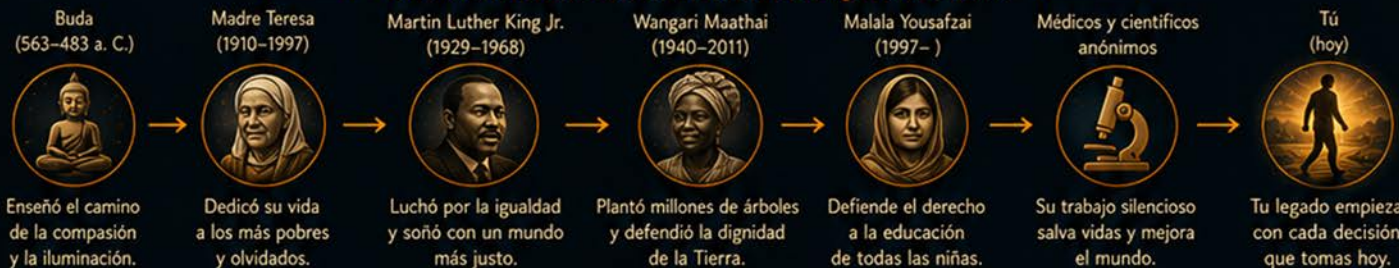 Buda
(563–483 a. C.)
Enseñó el camino
de la compasión
y la iluminación.
Madre Teresa
(1910–1997)
Dedicó su vida
a los más pobres
y olvidados.
Martin Luther King Jr.
(1929–1968)
Luchó por la igualdad
y soñó con un mundo
más justo.
Wangari Maathai
(1940–2011)
Plantó millones de árboles
y defendió la dignidad
de la Tierra.
Malala Yousafzai
(1997– )
Defiende el derecho
a la educación
de todas las niñas.
Médicos y científicos
anónimos
Su trabajo silencioso
salva vidas y mejora
el mundo.
Tú
(hoy)
Tu legado empieza
con cada decisión
que tomas hoy.